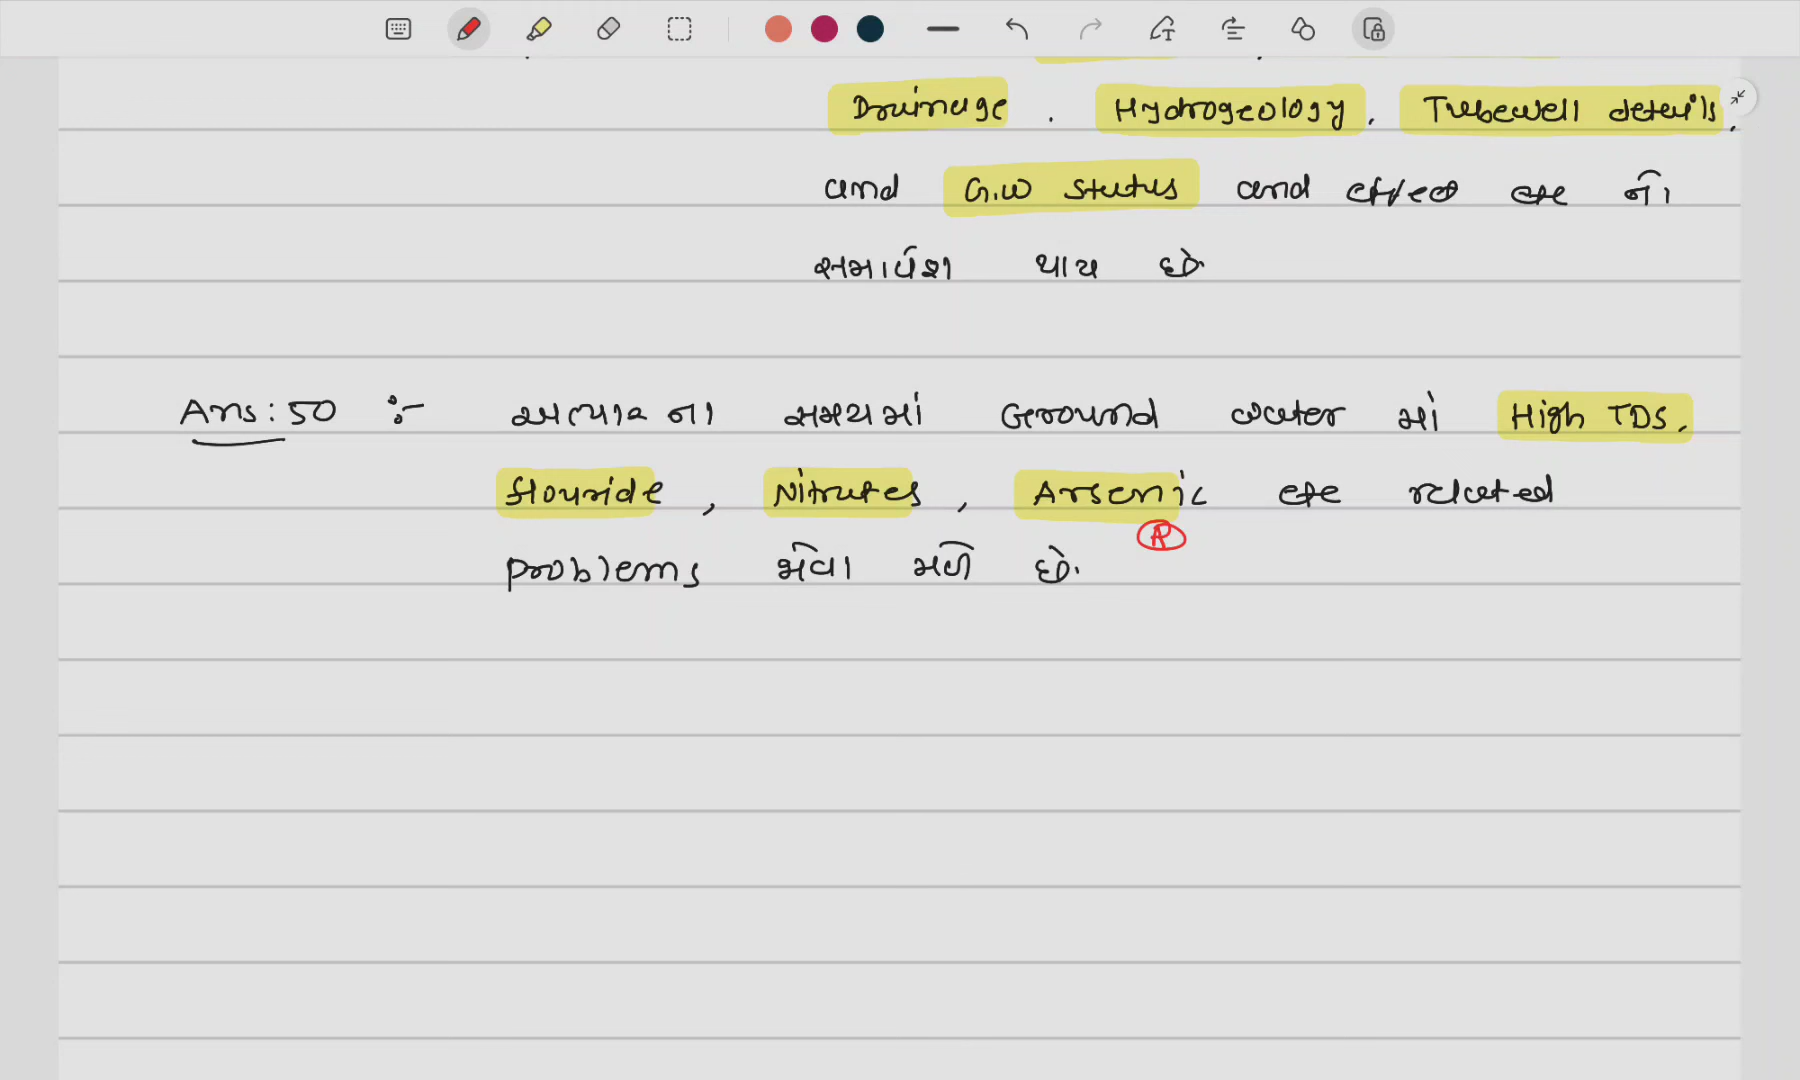 Drainage, Hydrogeology, Tubewell details,
and G.W status and effect etc નો
સમાવેશ થાય છે
Ans: 50 :- અત્યાર ના સમયમાં Ground water માં High TDS,
flouride, Nitrates, Arsenic etc related
R
problems જોવા મળે છે.